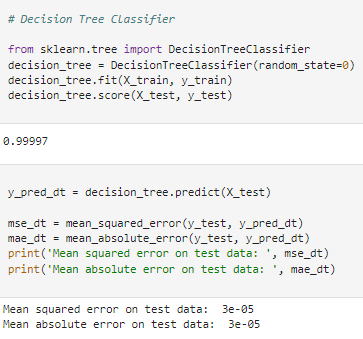 # Decision Tree Classifier
from sklearn.tree import DecisionTreeClassifier
decision_tree = DecisionTreeClassifier(random_state=0)
decision_tree.fit(X_train, y_train)
decision_tree.score(X_test, y_test)
0.99997
y_pred_dt = decision_tree.predict(X_test)
mse_dt = mean_squared_error(y_test, y_pred_dt)
mae_dt = mean_absolute_error(y_test, y_pred_dt)
print('Mean squared error on test data: ', mse_dt)
print('Mean absolute error on test data: ', mae_dt)
Mean squared error on test data:  3e-05
Mean absolute error on test data:  3e-05